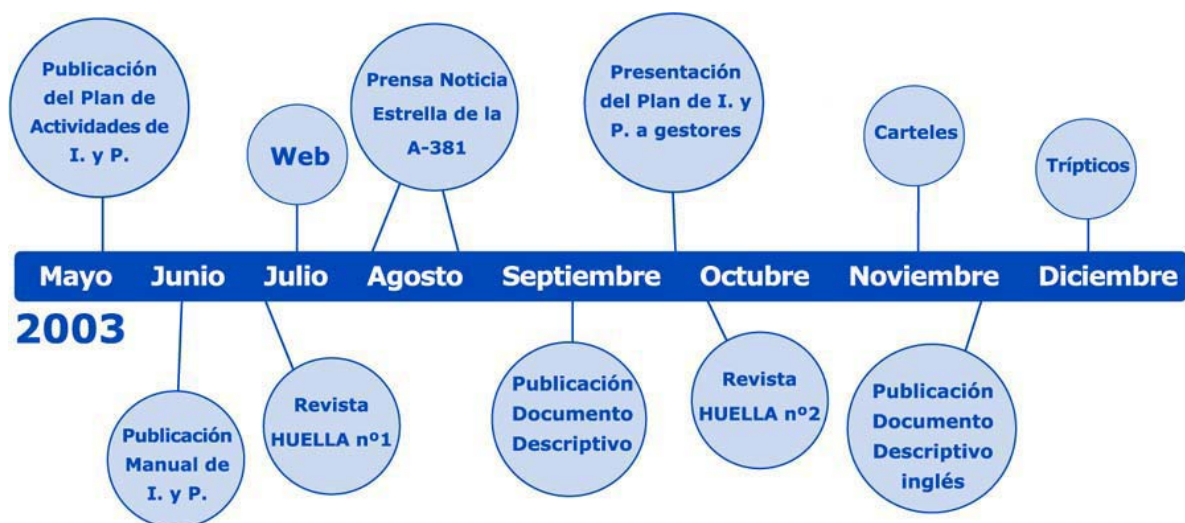 Publicación
del Plan de
Actividades de
I. y P.
Web
Prensa Noticia
Estrella de la
A-381
Presentación
del Plan de I. y
P. a gestores
Carteles
Trípticos
Mayo Junio Julio Agosto Septiembre Octubre Noviembre Diciembre
2003
Publicación
Manual de
I. y P.
Revista
HUELLA nº1
Publicación
Documento
Descriptivo
Revista
HUELLA nº2
Publicación
Documento
Descriptivo
inglés